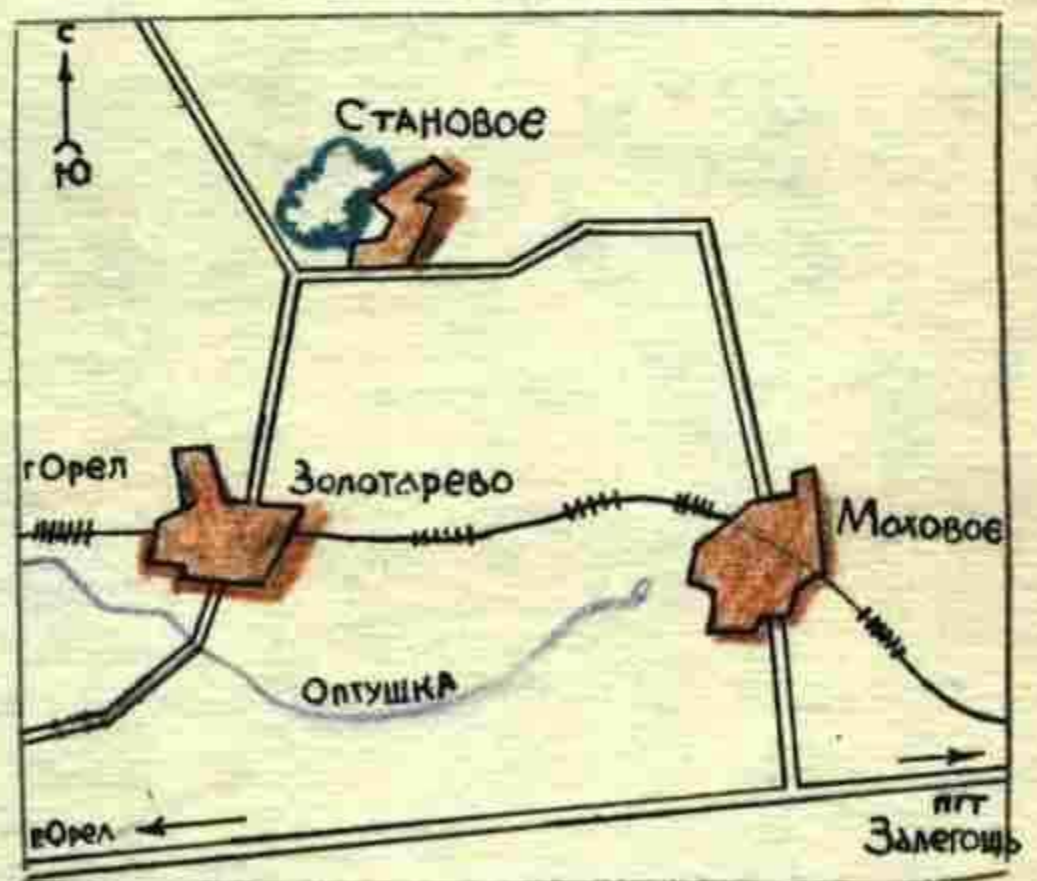 С
Ю
Становое
г Орел
Золотарево
Моховое
Оптушка
г Орел
пгт
Залегощь